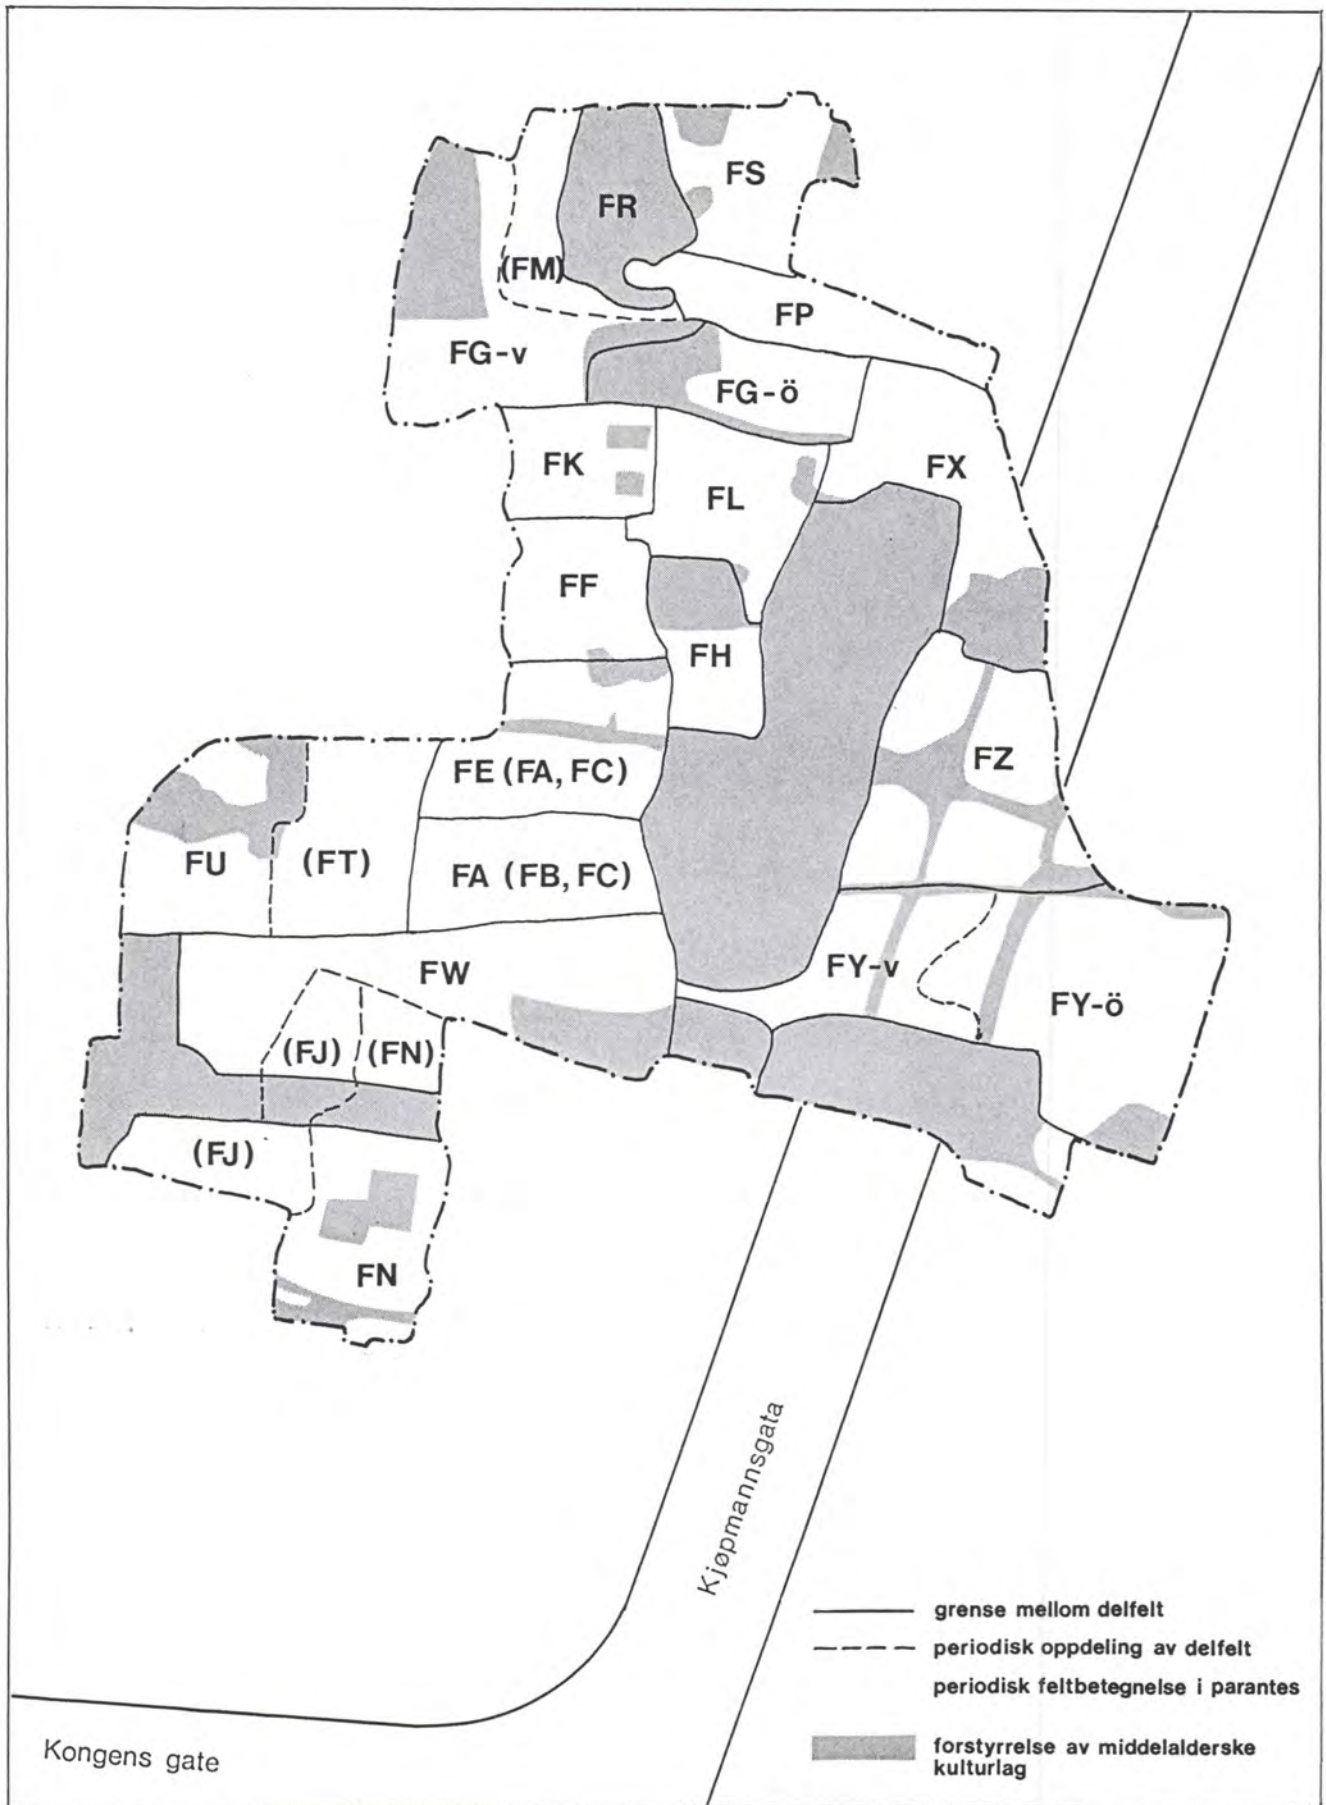 FS
FR
(FM)
FP
FG-v
FG-ö
FK
FX
FL
FF
FH
FE (FA, FC)
FZ
FU
(FT)
FA (FB, FC)
FW
FY-v
FY-ö
(FJ)
(FN)
(FJ)
FN
Kjøpmannsgata
Kongens gate
grense mellom delfelt
periodisk oppdeling av delfelt
periodisk feltbetegnelse i parantes
forstyrrelse av middelalderske
kulturlag